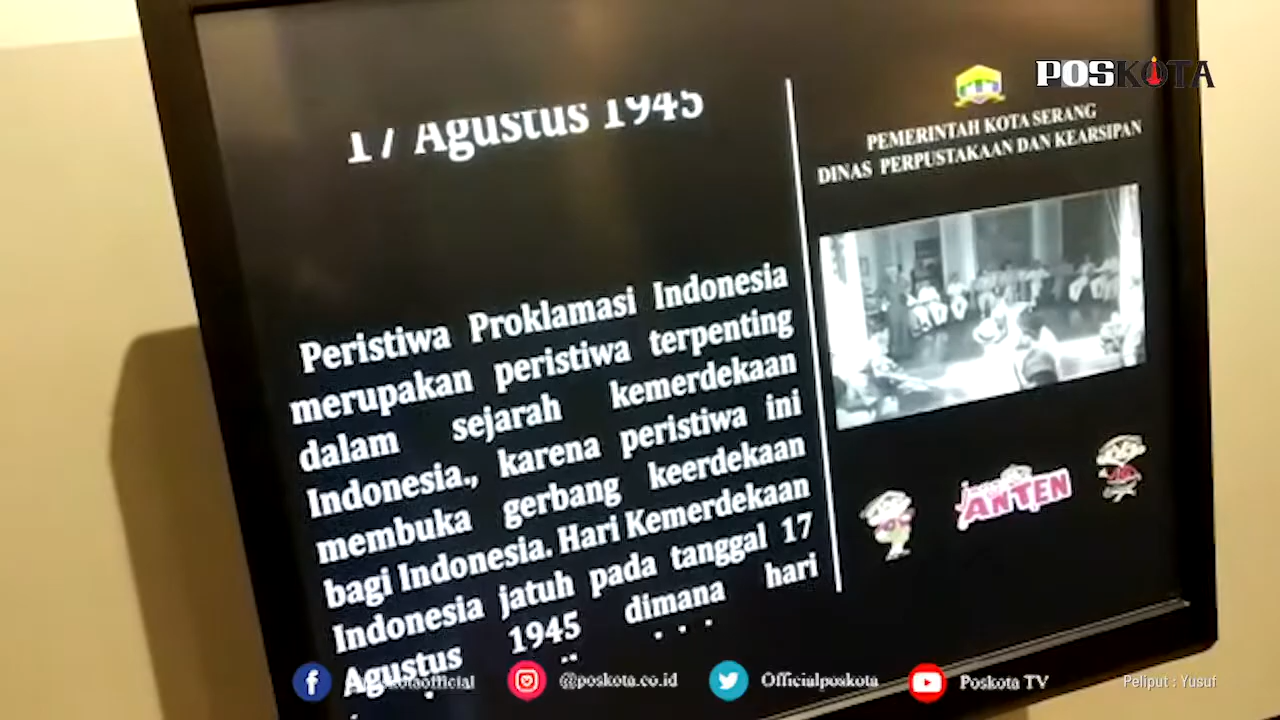 POSKOTA
17 Agustus 1945
PEMERINTAH KOTA SERANG
DINAS PERPUSTAKAAN DAN KEARSIPAN
Peristiwa Proklamasi Indonesia
merupakan peristiwa terpenting
dalam sejarah kemerdekaan
Indonesia., karena peristiwa ini
membuka gerbang keerdekaan
bagi Indonesia. Hari Kemerdekaan
Indonesia jatuh pada tanggal 17
Agustus 1945 dimana hari
ANTEN
@poskota.co.id
Officialposkota
Poskota TV
Peliput : Yusuf